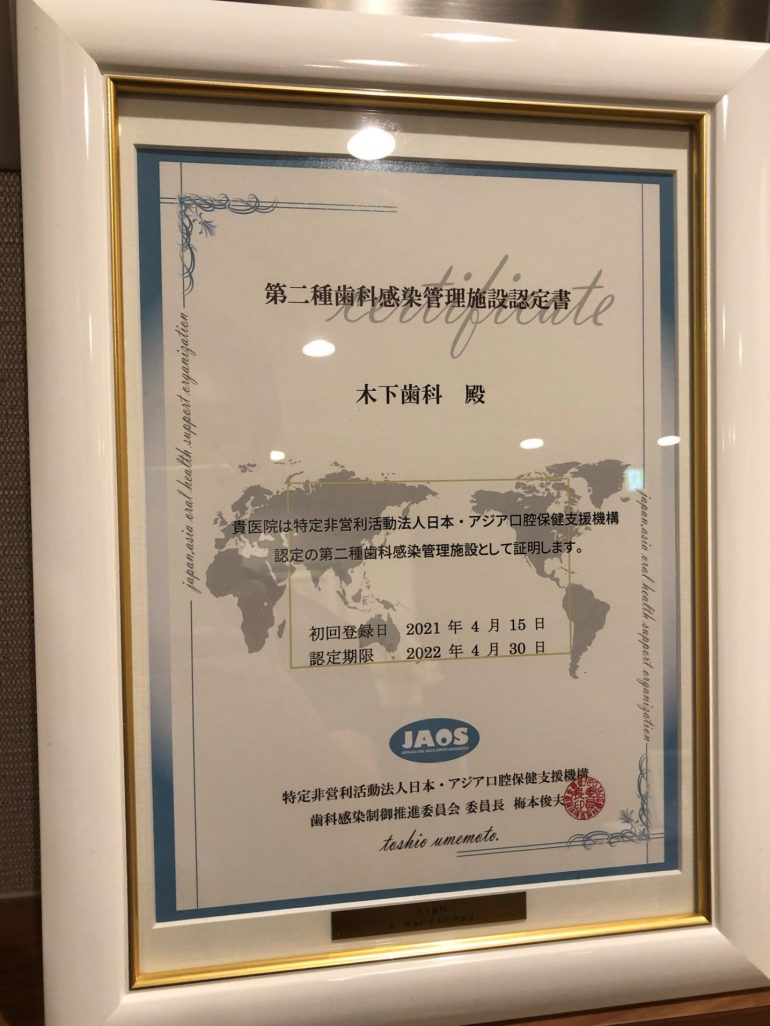 第二種歯科感染管理施設認定書
certificate
木下歯科 殿
japan,asia oral health support organization
貴医院は特定非営利活動法人日本・アジア口腔保健支援機構
認定の第二種歯科感染管理施設として証明します。
japan,asia oral health support organization
初回登録日 2021 年 4 月 15 日
認定期限 2022 年 4 月 30 日
JAOS
特定非営利活動法人日本・アジア口腔保健支援機構
歯科感染制御推進委員会 委員長 梅本俊夫
toshio umemoto.